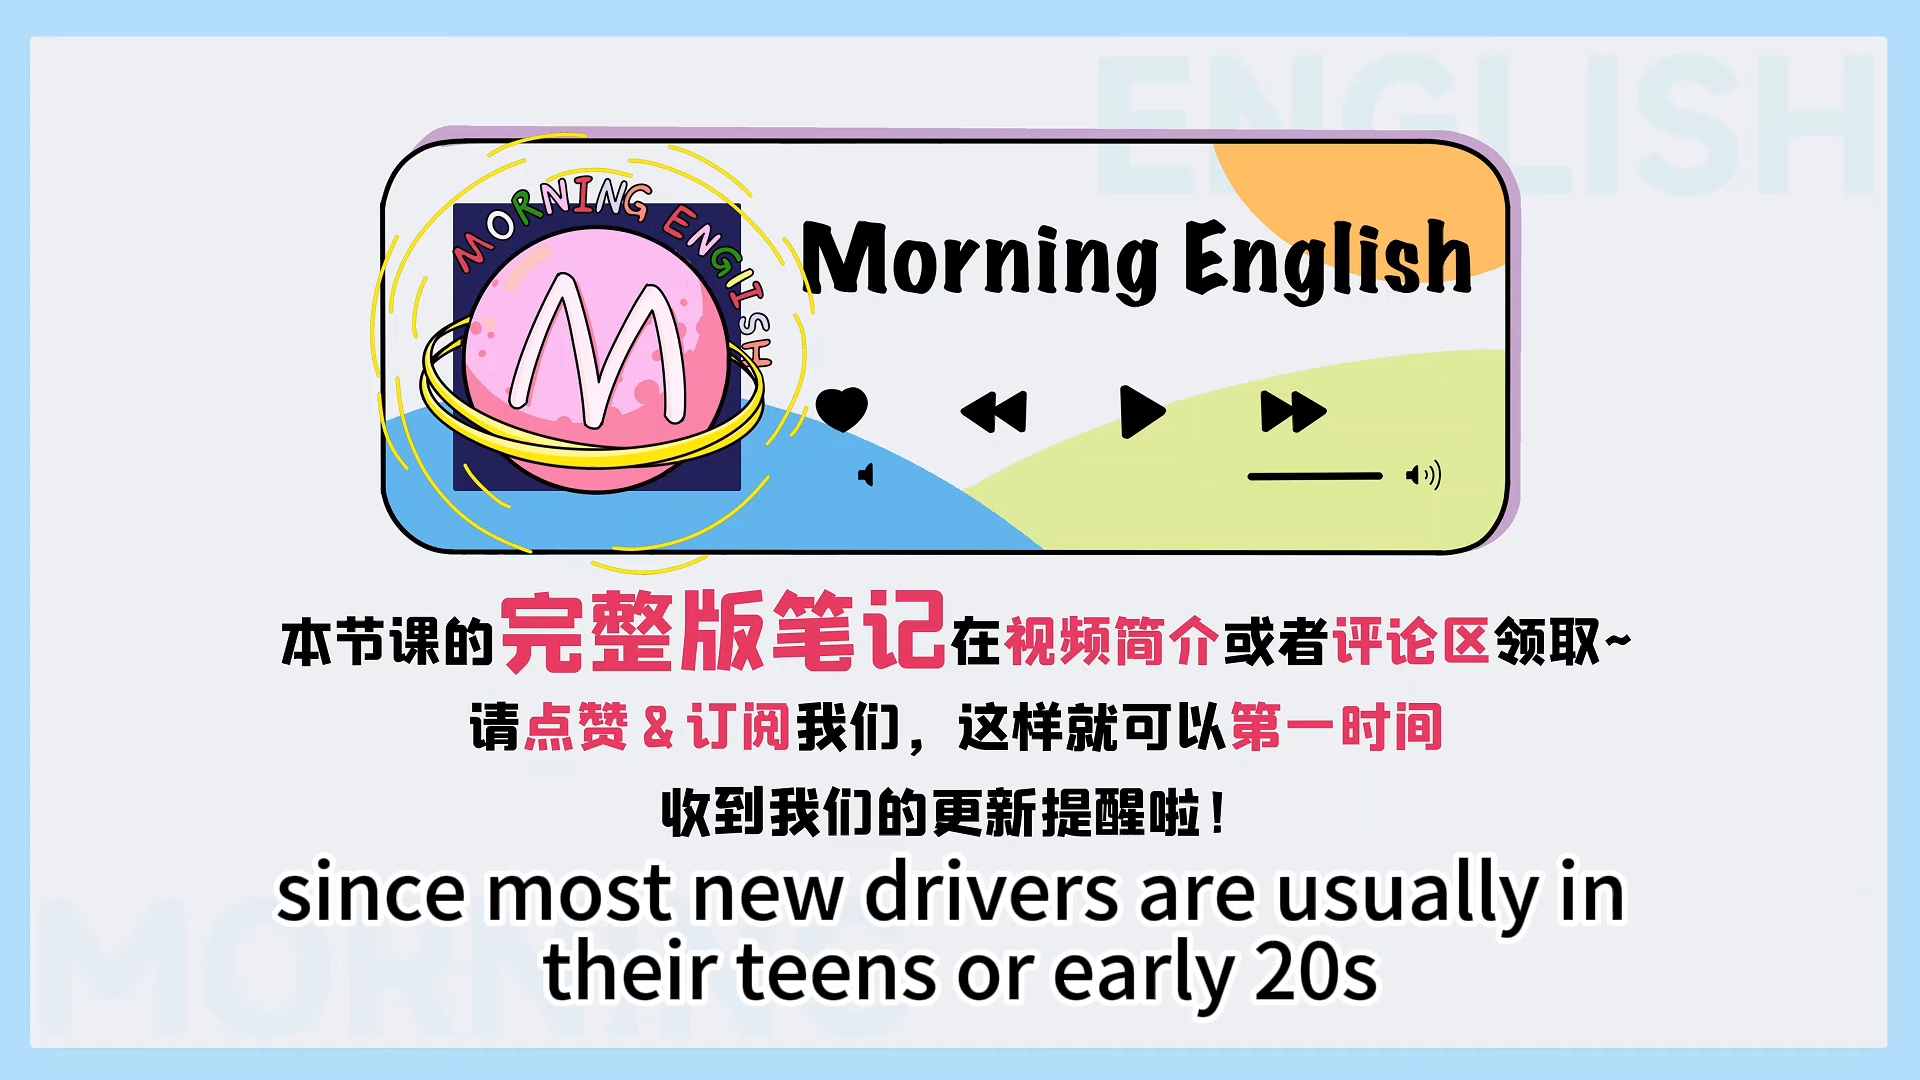 ENGLISH
MORNING ENGLISH
M
Morning English
本节课的完整版笔记在视频简介或者评论区领取~
请点赞&订阅我们，这样就可以第一时间
收到我们的更新提醒啦！
since most new drivers are usually in
their teens or early 20s
MORNING